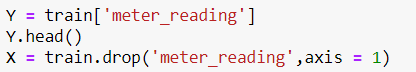 Y = train['meter_reading']
Y.head()
X = train.drop('meter_reading',axis = 1)